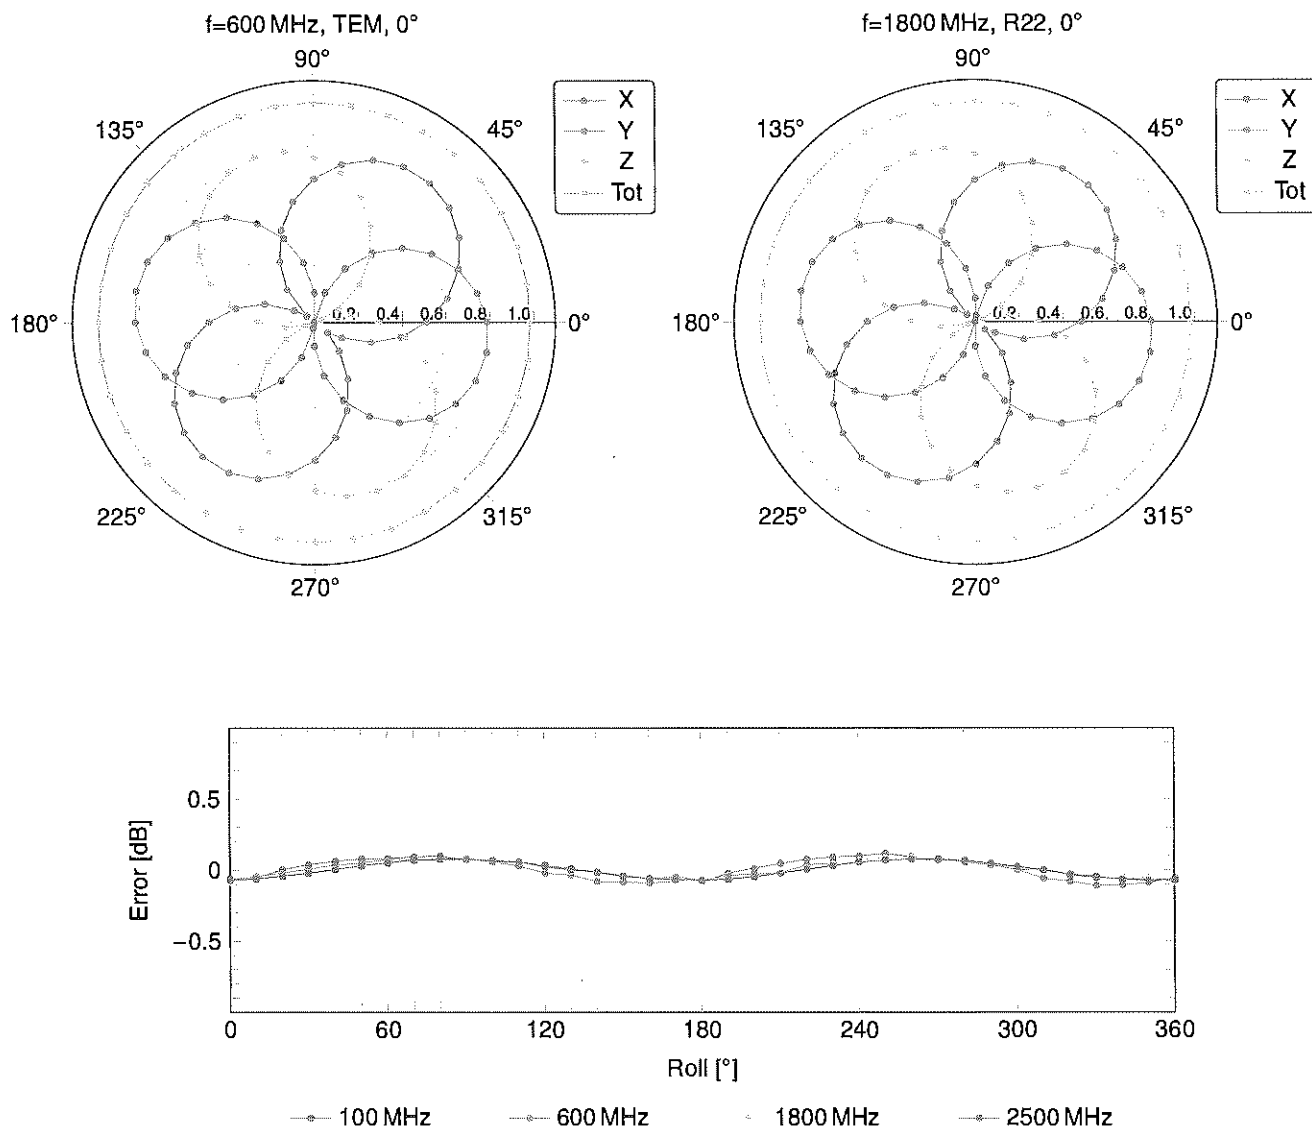 f=600 MHz, TEM, 0°
f=1800 MHz, R22, 0°
90°
90°
X
Y
Z
Tot
X
Y
Z
Tot
135°
45°
135°
45°
180°
0.2 0.4 0.6 0.8 1.0
0°
180°
0.2 0.4 0.6 0.8 1.0
0°
225°
315°
225°
315°
270°
270°
Error [dB]
0.5
0
−0.5
0 60 120 180 240 300 360
Roll [°]
100 MHz 600 MHz 1800 MHz 2500 MHz